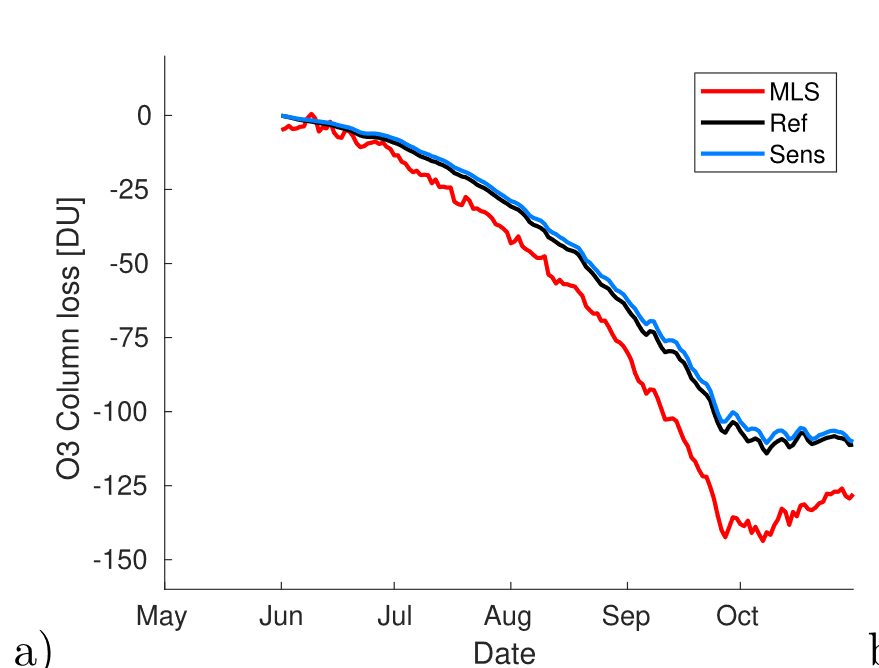 MLS
Ref
Sens
0
-25
-50
-75
-100
-125
-150
O3 Column loss [DU]
May Jun Jul Aug Sep Oct
Date
a)